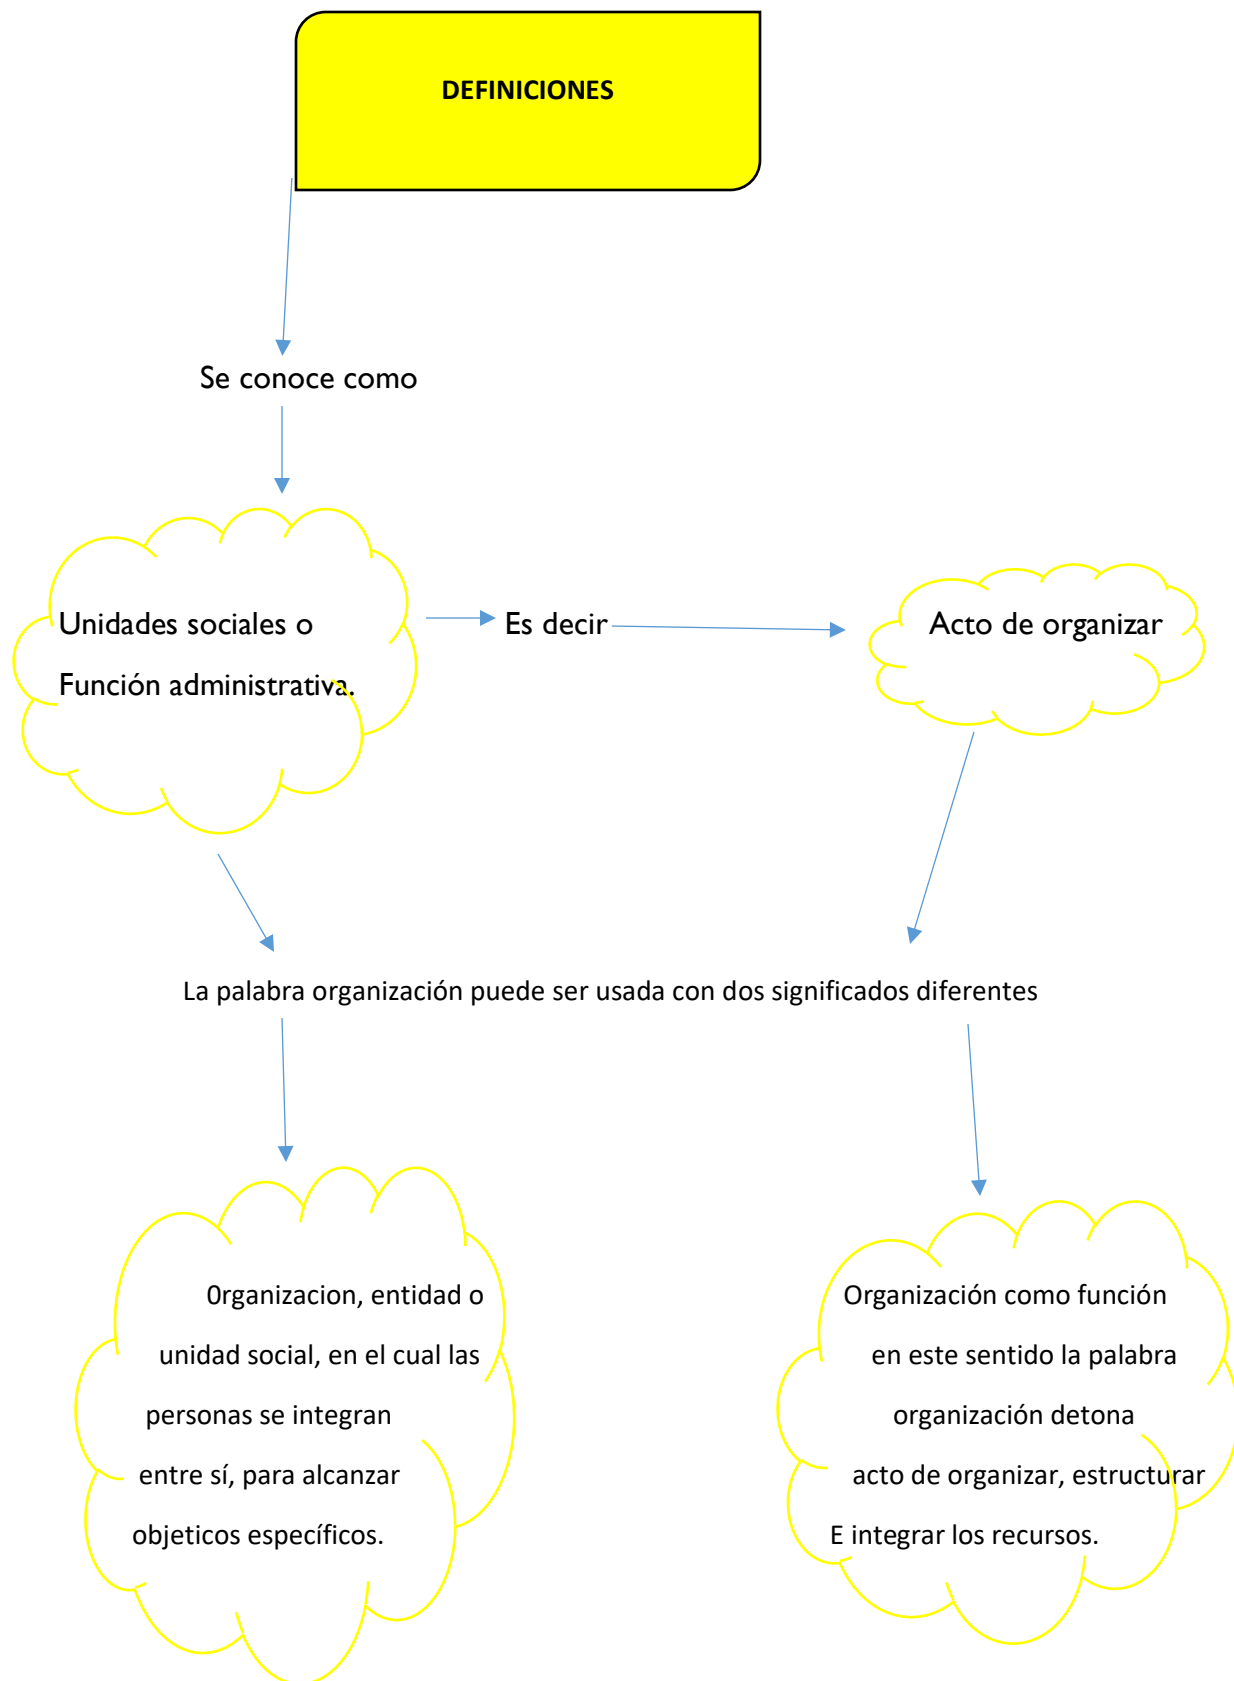 DEFINICIONES
Se conoce como
Unidades sociales o
Función administrativa.
Es decir
Acto de organizar
La palabra organización puede ser usada con dos significados diferentes
0rganizacion, entidad o
unidad social, en el cual las
personas se integran
entre sí, para alcanzar
objeticos específicos.
Organización como función
en este sentido la palabra
organización detona
acto de organizar, estructurar
E integrar los recursos.